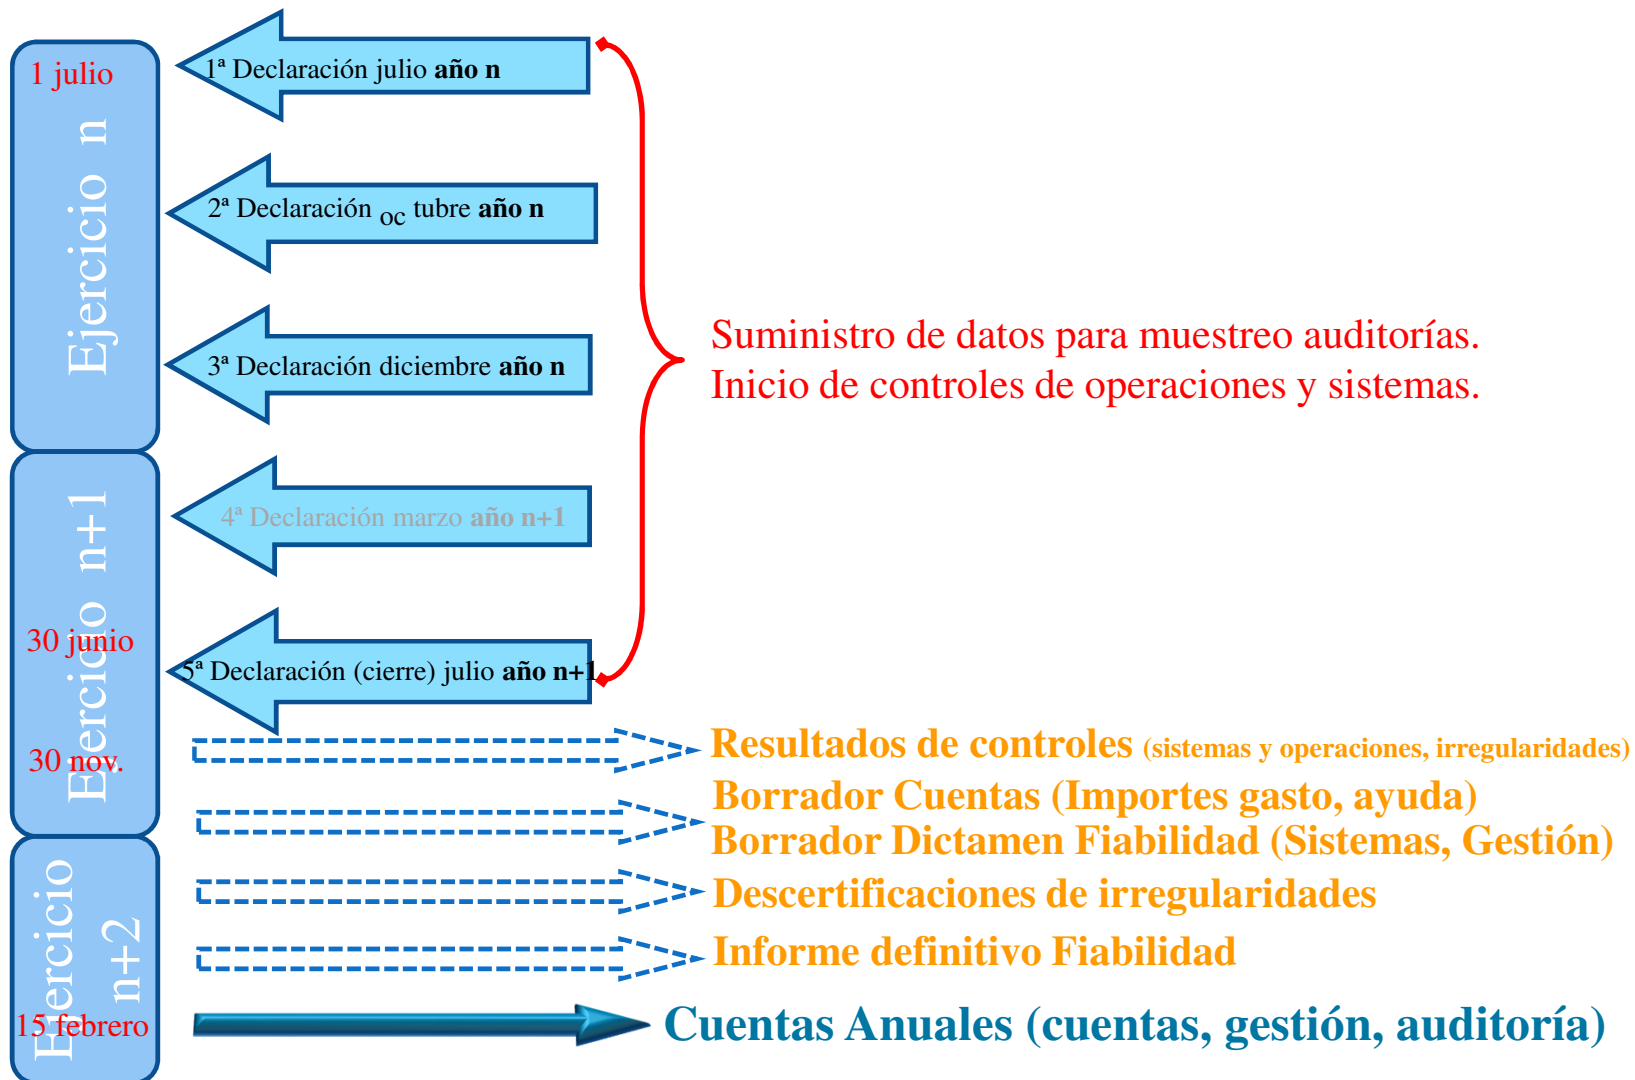 1 julio
Ejercicio n
1ª Declaración julio año n
2ª Declaración oc tubre año n
3ª Declaración diciembre año n
Suministro de datos para muestreo auditorías.
Inicio de controles de operaciones y sistemas.
Ejercicio n+1
4ª Declaración marzo año n+1
30 junio
5ª Declaración (cierre) julio año n+1
30 nov.
Resultados de controles (sistemas y operaciones, irregularidades)
Borrador Cuentas (Importes gasto, ayuda)
Borrador Dictamen Fiabilidad (Sistemas, Gestión)
Ejercicio
n+2
Descertificaciones de irregularidades
Informe definitivo Fiabilidad
15 febrero
Cuentas Anuales (cuentas, gestión, auditoría)